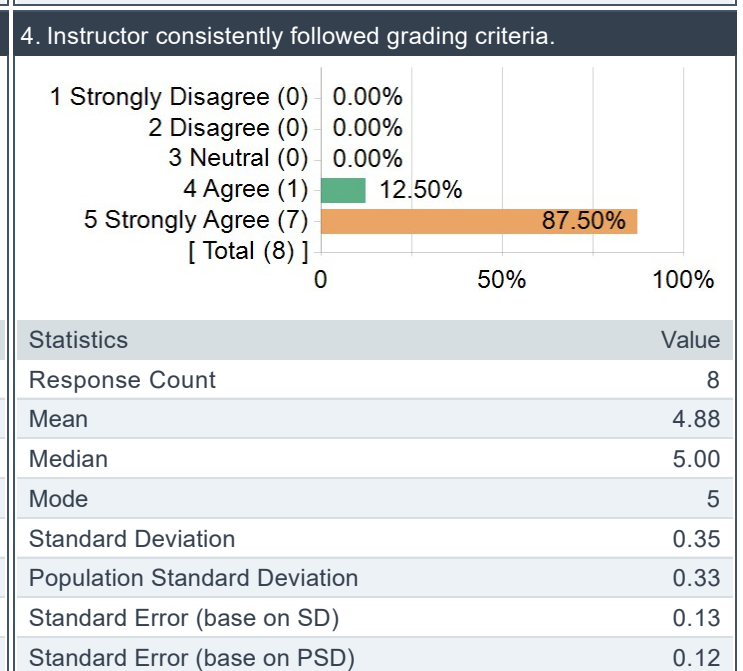 4. Instructor consistently followed grading criteria.
1 Strongly Disagree (0) 0.00%
2 Disagree (0) 0.00%
3 Neutral (0) 0.00%
4 Agree (1) 12.50%
5 Strongly Agree (7) 87.50%
[ Total (8) ]
0 50% 100%
Statistics Value
Response Count 8
Mean 4.88
Median 5.00
Mode 5
Standard Deviation 0.35
Population Standard Deviation 0.33
Standard Error (base on SD) 0.13
Standard Error (base on PSD) 0.12